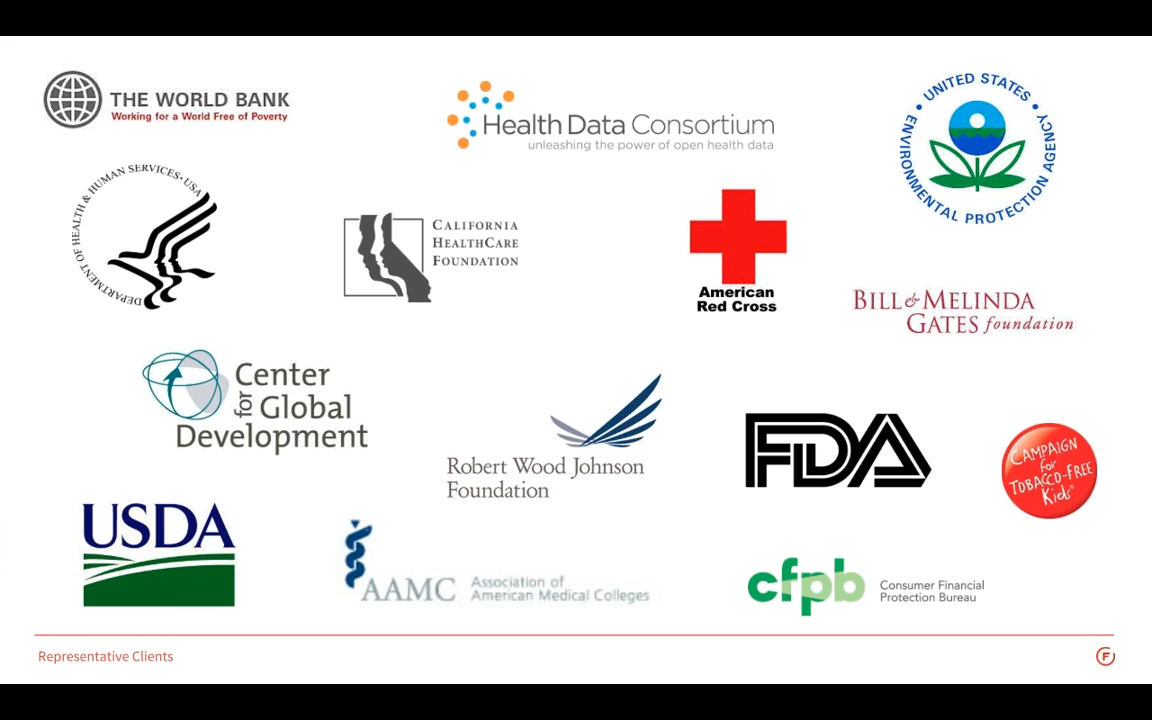 THE WORLD BANK
Working for a World Free of Poverty
Health Data Consortium
unleashing the power of open health data
UNITED STATES
ENVIRONMENTAL PROTECTION AGENCY
DEPARTMENT OF HEALTH & HUMAN SERVICES • USA
CALIFORNIA
HEALTHCARE
FOUNDATION
American
Red Cross
BILL & MELINDA
GATES foundation
Center
for Global
Development
Robert Wood Johnson
Foundation
FDA
CAMPAIGN
for
TOBACCO-FREE
Kids®
USDA
AAMC
Association of
American Medical Colleges
cfpb
Consumer Financial
Protection Bureau
Representative Clients
F